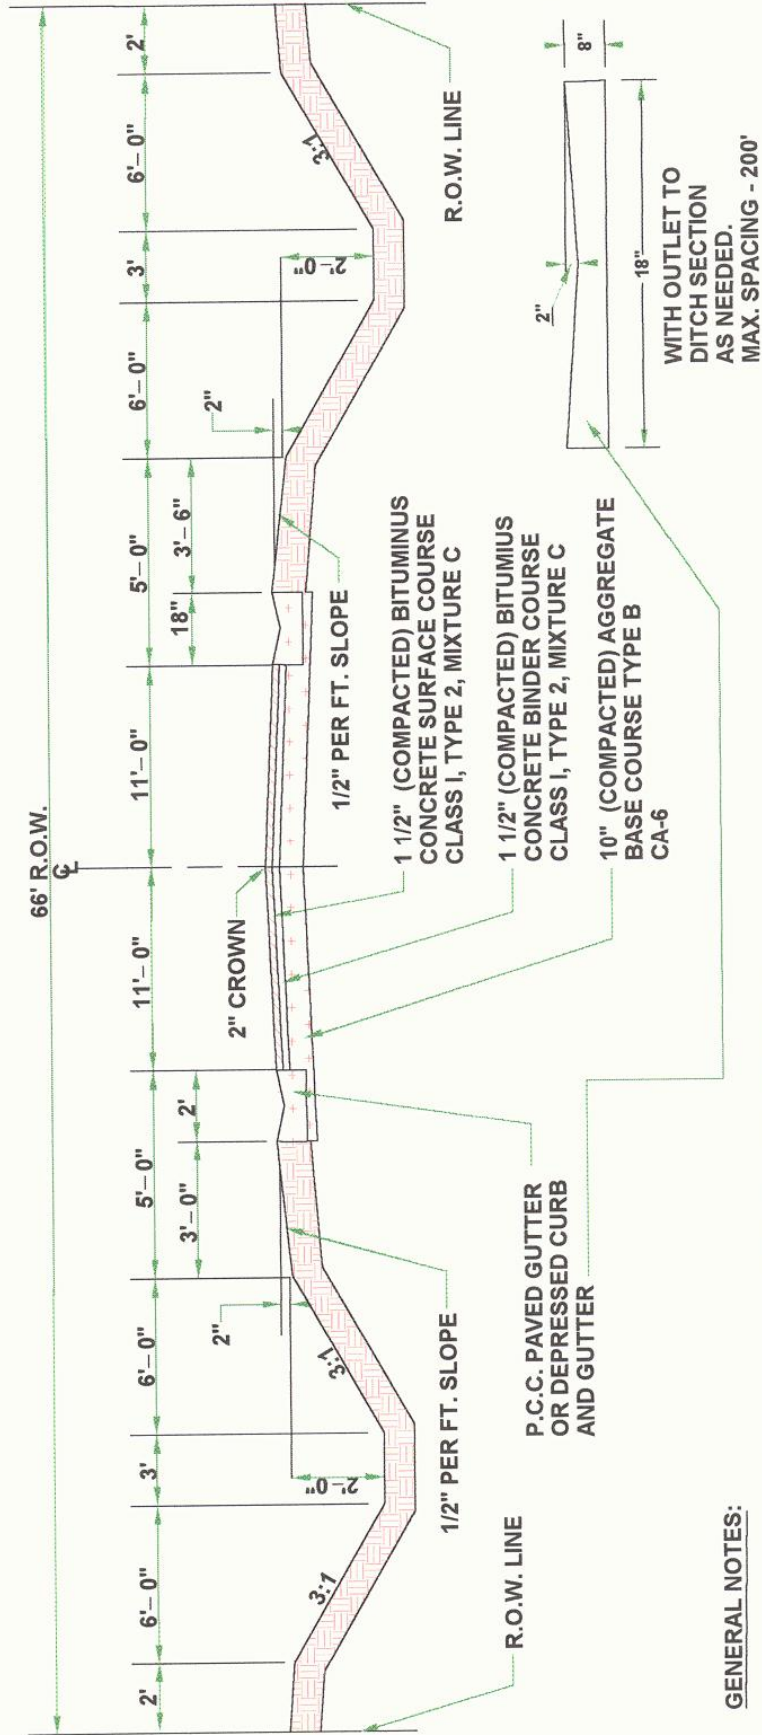 66' R.O.W.
℄
2'
6'– 0"
3'
6'– 0"
5'– 0"
11'– 0"
11'– 0"
5'– 0"
6'– 0"
3'
6'– 0"
2'
3'– 0"
2'
18"
3'– 6"
2" CROWN
2"
2"
3:1
2'-0"
3:1
2'-0"
3:1
R.O.W. LINE
1/2" PER FT. SLOPE
P.C.C. PAVED GUTTER
OR DEPRESSED CURB
AND GUTTER
1/2" PER FT. SLOPE
1 1/2" (COMPACTED) BITUMINUS
CONCRETE SURFACE COURSE
CLASS I, TYPE 2, MIXTURE C
1 1/2" (COMPACTED) BITUMIUS
CONCRETE BINDER COURSE
CLASS I, TYPE 2, MIXTURE C
10" (COMPACTED) AGGREGATE
BASE COURSE TYPE B
CA-6
R.O.W. LINE
2"
8"
18"
WITH OUTLET TO
DITCH SECTION
AS NEEDED.
MAX. SPACING - 200'
GENERAL NOTES: